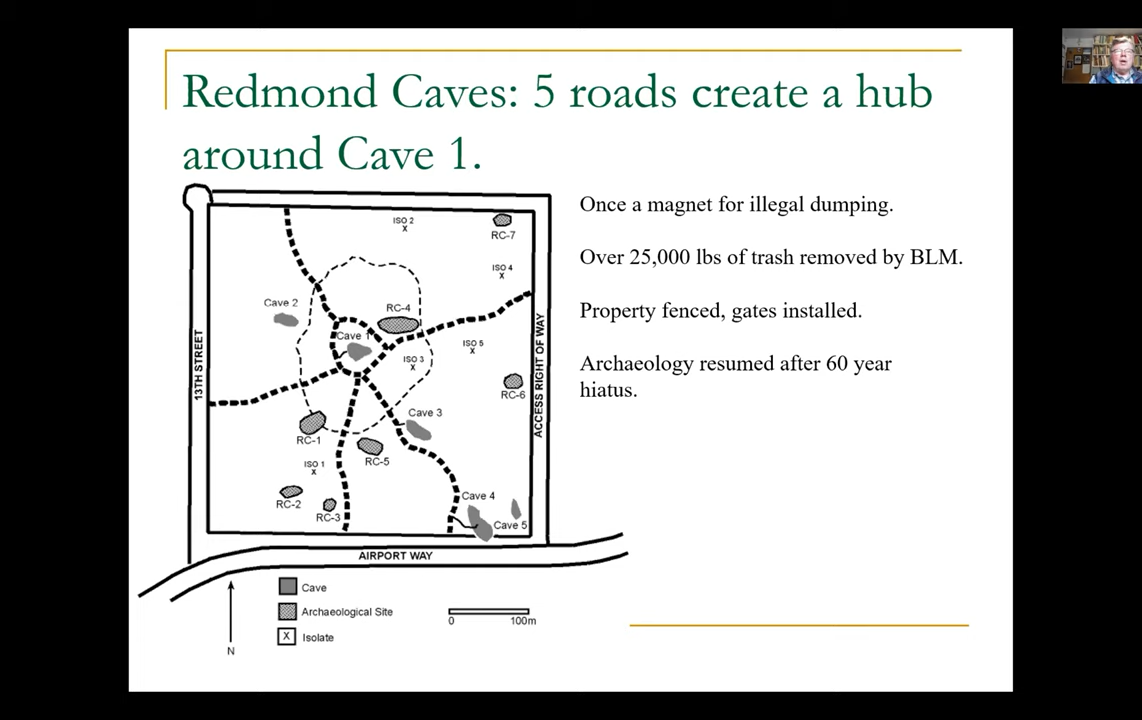 Redmond Caves: 5 roads create a hub
around Cave 1.
Once a magnet for illegal dumping.
Over 25,000 lbs of trash removed by BLM.
Property fenced, gates installed.
Archaeology resumed after 60 year
hiatus.
ISO 2
X
RC-7
ISO 4
X
Cave 2
RC-4
Cave 1
ISO 5
X
ISO 3
X
13TH STREET
ACCESS RIGHT OF WAY
RC-6
Cave 3
RC-1
RC-5
ISO 1
X
RC-2
RC-3
Cave 4
Cave 5
AIRPORT WAY
Cave
Archaeological Site
X Isolate
0 100m
N